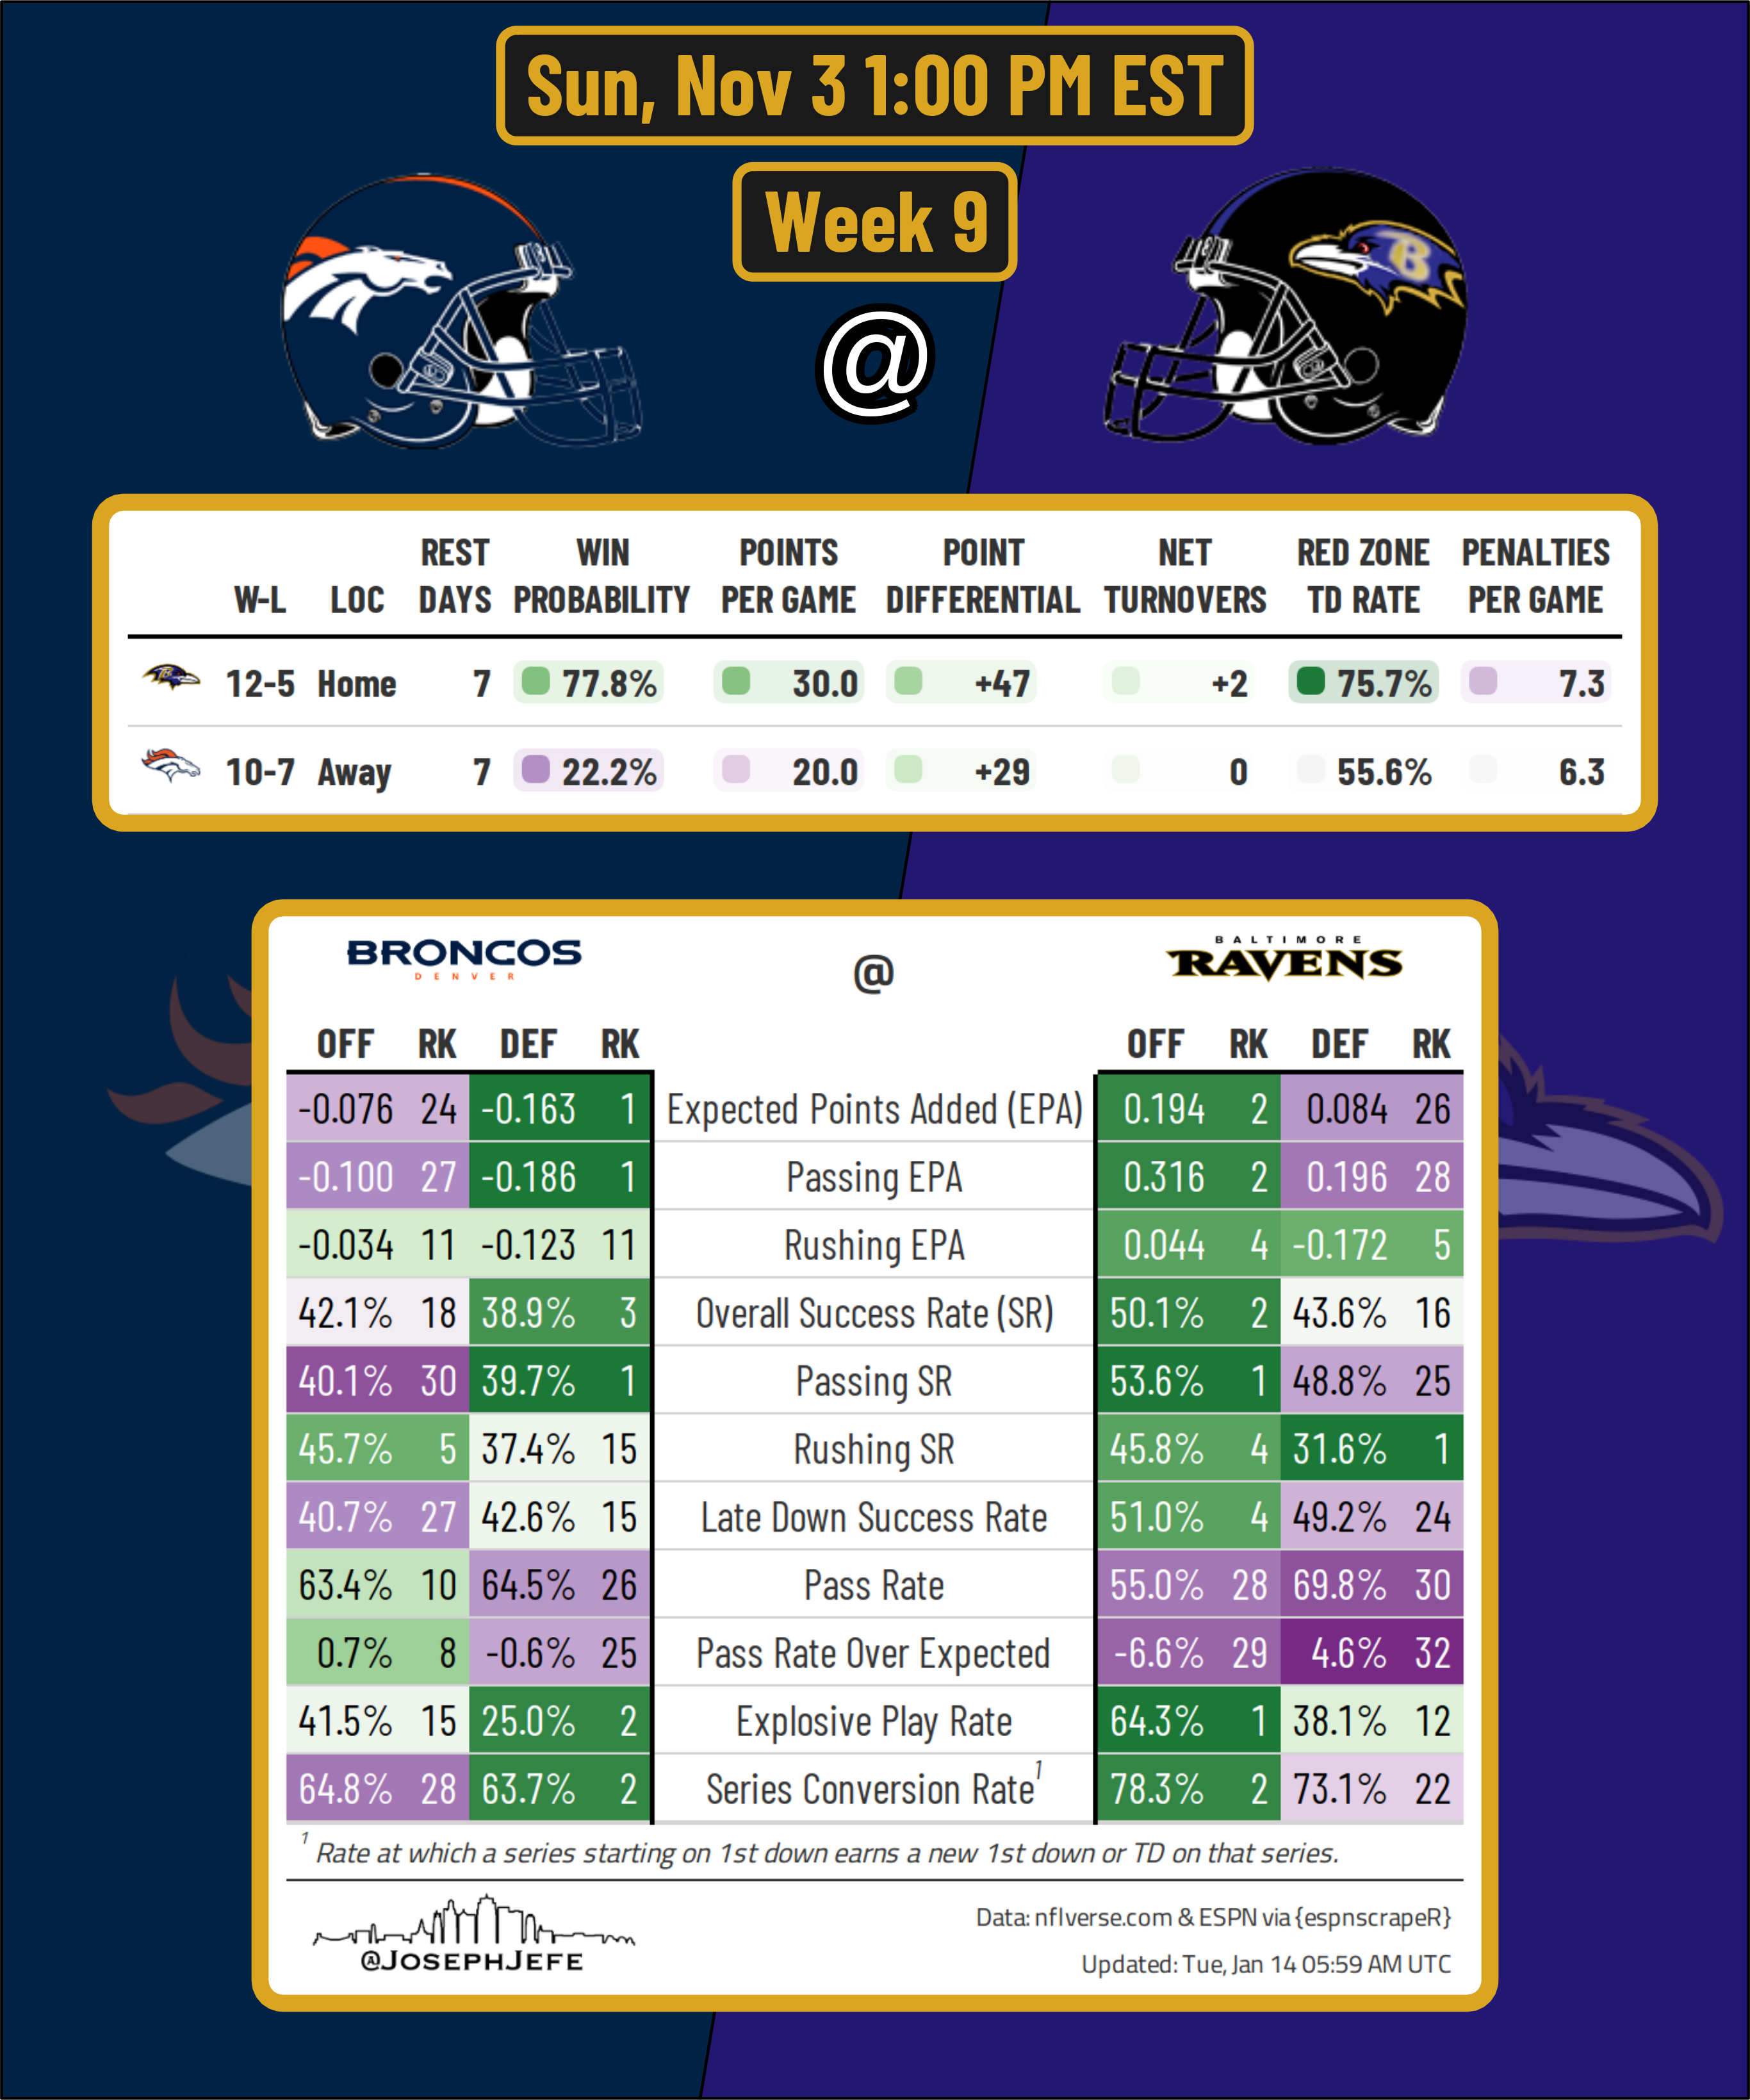 Sun, Nov 3 1:00 PM EST
Week 9
@
REST WIN POINTS POINT NET RED ZONE PENALTIES
W-L LOC DAYS PROBABILITY PER GAME DIFFERENTIAL TURNOVERS TD RATE PER GAME
12-5 Home 7 77.8% 30.0 +47 +2 75.7% 7.3
10-7 Away 7 22.2% 20.0 +29 0 55.6% 6.3
BRONCOS
DENVER
@
BALTIMORE
RAVENS
OFF RK DEF RK OFF RK DEF RK
-0.076 24 -0.163 1 Expected Points Added (EPA) 0.194 2 0.084 26
-0.100 27 -0.186 1 Passing EPA 0.316 2 0.196 28
-0.034 11 -0.123 11 Rushing EPA 0.044 4 -0.172 5
42.1% 18 38.9% 3 Overall Success Rate (SR) 50.1% 2 43.6% 16
40.1% 30 39.7% 1 Passing SR 53.6% 1 48.8% 25
45.7% 5 37.4% 15 Rushing SR 45.8% 4 31.6% 1
40.7% 27 42.6% 15 Late Down Success Rate 51.0% 4 49.2% 24
63.4% 10 64.5% 26 Pass Rate 55.0% 28 69.8% 30
0.7% 8 -0.6% 25 Pass Rate Over Expected -6.6% 29 4.6% 32
41.5% 15 25.0% 2 Explosive Play Rate 64.3% 1 38.1% 12
64.8% 28 63.7% 2 Series Conversion Rate1 78.3% 2 73.1% 22
1 Rate at which a series starting on 1st down earns a new 1st down or TD on that series.
@JOSEPHJEFE
Data: nflverse.com & ESPN via {espnscrapeR}
Updated: Tue, Jan 14 05:59 AM UTC